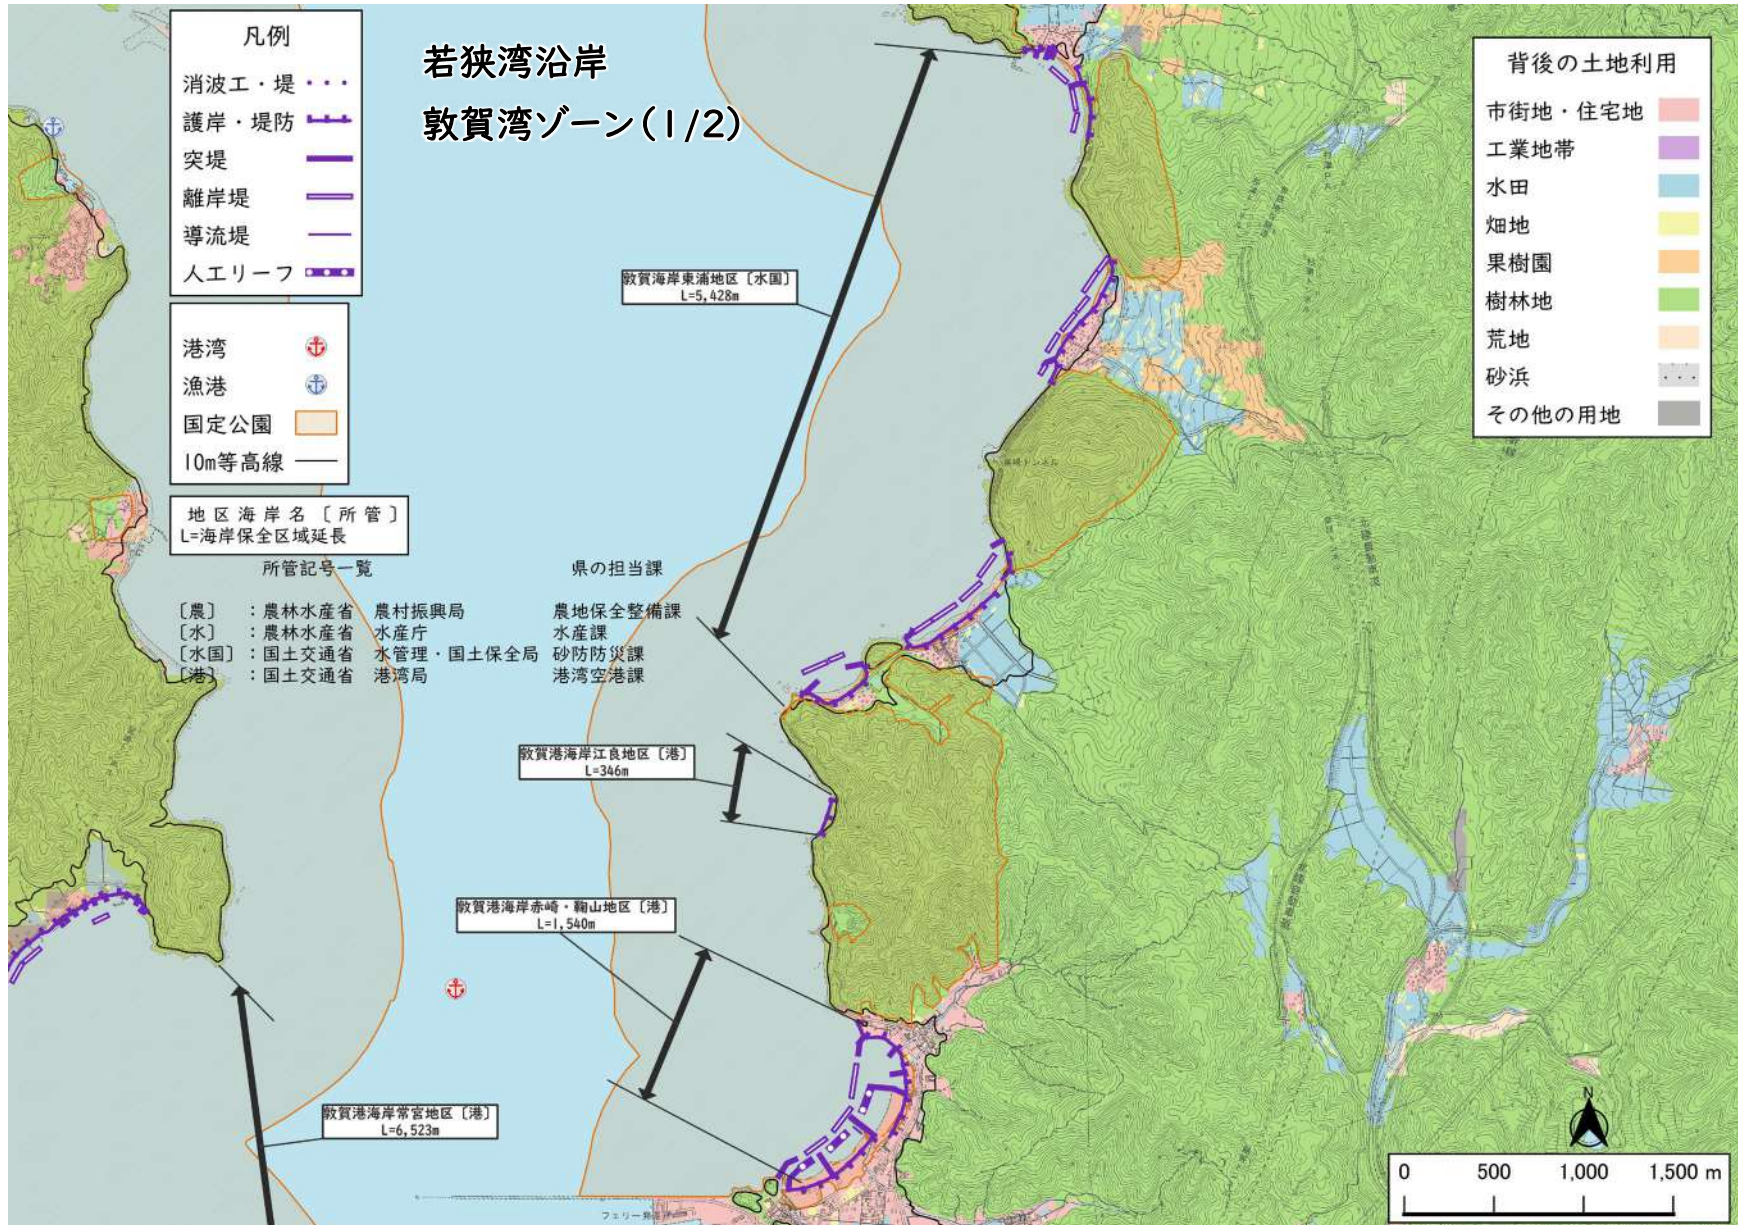 若狭湾沿岸
敦賀湾ゾーン(1/2)
凡例
消波工・堤
護岸・堤防
突堤
離岸堤
導流堤
人工リーフ
港湾
漁港
国定公園
10m等高線
地区海岸名〔所管〕
L=海岸保全区域延長
所管記号一覧 県の担当課
〔農〕 :農林水産省 農村振興局 農地保全整備課
〔水〕 :農林水産省 水産庁 水産課
〔水国〕:国土交通省 水管理・国土保全局 砂防防災課
〔港〕 :国土交通省 港湾局 港湾空港課
背後の土地利用
市街地・住宅地
工業地帯
水田
畑地
果樹園
樹林地
荒地
砂浜
その他の用地
敦賀海岸東浦地区〔水国〕
L=5,428m
敦賀港海岸江良地区〔港〕
L=346m
敦賀港海岸赤崎・鞠山地区〔港〕
L=1,540m
敦賀港海岸常宮地区〔港〕
L=6,523m
N
0 500 1,000 1,500 m